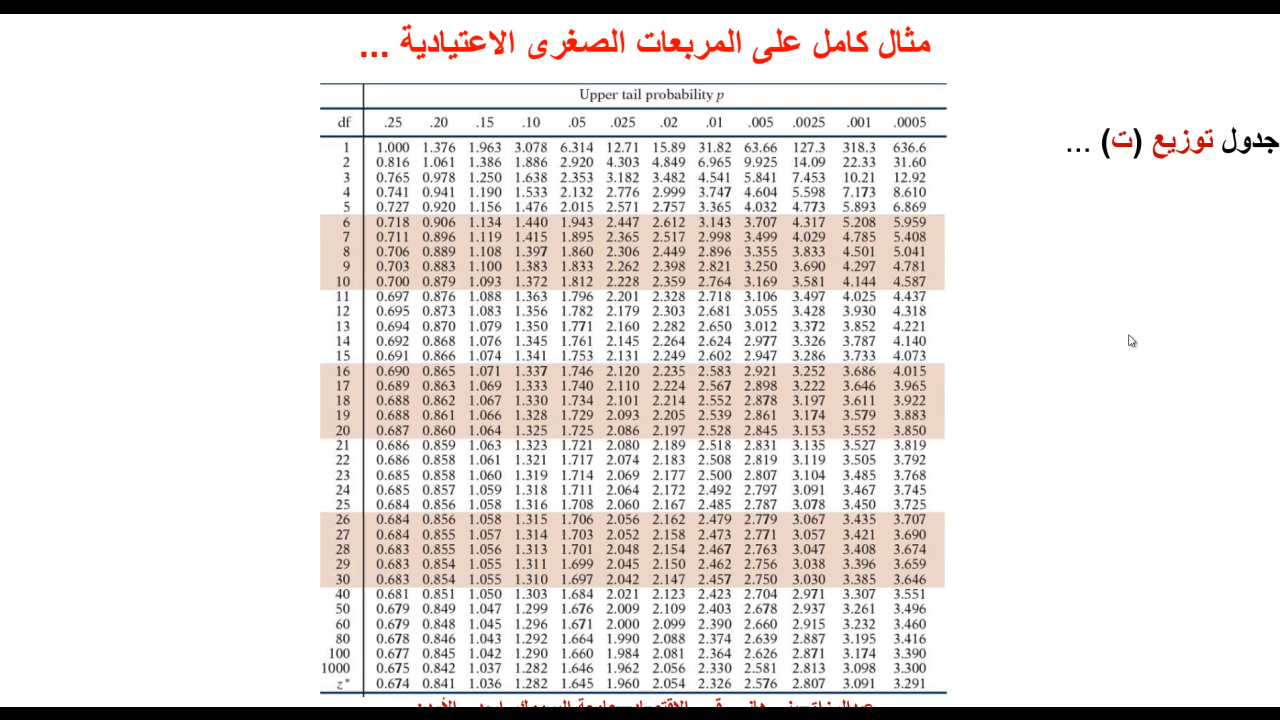 مثال كامل على المربعات الصغرى الاعتيادية ...
جدول توزيع (ت) ...
Upper tail probability p
df .25 .20 .15 .10 .05 .025 .02 .01 .005 .0025 .001 .0005
1 1.000 1.376 1.963 3.078 6.314 12.71 15.89 31.82 63.66 127.3 318.3 636.6
2 0.816 1.061 1.386 1.886 2.920 4.303 4.849 6.965 9.925 14.09 22.33 31.60
3 0.765 0.978 1.250 1.638 2.353 3.182 3.482 4.541 5.841 7.453 10.21 12.92
4 0.741 0.941 1.190 1.533 2.132 2.776 2.999 3.747 4.604 5.598 7.173 8.610
5 0.727 0.920 1.156 1.476 2.015 2.571 2.757 3.365 4.032 4.773 5.893 6.869
6 0.718 0.906 1.134 1.440 1.943 2.447 2.612 3.143 3.707 4.317 5.208 5.959
7 0.711 0.896 1.119 1.415 1.895 2.365 2.517 2.998 3.499 4.029 4.785 5.408
8 0.706 0.889 1.108 1.397 1.860 2.306 2.449 2.896 3.355 3.833 4.501 5.041
9 0.703 0.883 1.100 1.383 1.833 2.262 2.398 2.821 3.250 3.690 4.297 4.781
10 0.700 0.879 1.093 1.372 1.812 2.228 2.359 2.764 3.169 3.581 4.144 4.587
11 0.697 0.876 1.088 1.363 1.796 2.201 2.328 2.718 3.106 3.497 4.025 4.437
12 0.695 0.873 1.083 1.356 1.782 2.179 2.303 2.681 3.055 3.428 3.930 4.318
13 0.694 0.870 1.079 1.350 1.771 2.160 2.282 2.650 3.012 3.372 3.852 4.221
14 0.692 0.868 1.076 1.345 1.761 2.145 2.264 2.624 2.977 3.326 3.787 4.140
15 0.691 0.866 1.074 1.341 1.753 2.131 2.249 2.602 2.947 3.286 3.733 4.073
16 0.690 0.865 1.071 1.337 1.746 2.120 2.235 2.583 2.921 3.252 3.686 4.015
17 0.689 0.863 1.069 1.333 1.740 2.110 2.224 2.567 2.898 3.222 3.646 3.965
18 0.688 0.862 1.067 1.330 1.734 2.101 2.214 2.552 2.878 3.197 3.611 3.922
19 0.688 0.861 1.066 1.328 1.729 2.093 2.205 2.539 2.861 3.174 3.579 3.883
20 0.687 0.860 1.064 1.325 1.725 2.086 2.197 2.528 2.845 3.153 3.552 3.850
21 0.686 0.859 1.063 1.323 1.721 2.080 2.189 2.518 2.831 3.135 3.527 3.819
22 0.686 0.858 1.061 1.321 1.717 2.074 2.183 2.508 2.819 3.119 3.505 3.792
23 0.685 0.858 1.060 1.319 1.714 2.069 2.177 2.500 2.807 3.104 3.485 3.768
24 0.685 0.857 1.059 1.318 1.711 2.064 2.172 2.492 2.797 3.091 3.467 3.745
25 0.684 0.856 1.058 1.316 1.708 2.060 2.167 2.485 2.787 3.078 3.450 3.725
26 0.684 0.856 1.058 1.315 1.706 2.056 2.162 2.479 2.779 3.067 3.435 3.707
27 0.684 0.855 1.057 1.314 1.703 2.052 2.158 2.473 2.771 3.057 3.421 3.690
28 0.683 0.855 1.056 1.313 1.701 2.048 2.154 2.467 2.763 3.047 3.408 3.674
29 0.683 0.854 1.055 1.311 1.699 2.045 2.150 2.462 2.756 3.038 3.396 3.659
30 0.683 0.854 1.055 1.310 1.697 2.042 2.147 2.457 2.750 3.030 3.385 3.646
40 0.681 0.851 1.050 1.303 1.684 2.021 2.123 2.423 2.704 2.971 3.307 3.551
50 0.679 0.849 1.047 1.299 1.676 2.009 2.109 2.403 2.678 2.937 3.261 3.496
60 0.679 0.848 1.045 1.296 1.671 2.000 2.099 2.390 2.660 2.915 3.232 3.460
80 0.678 0.846 1.043 1.292 1.664 1.990 2.088 2.374 2.639 2.887 3.195 3.416
100 0.677 0.845 1.042 1.290 1.660 1.984 2.081 2.364 2.626 2.871 3.174 3.390
1000 0.675 0.842 1.037 1.282 1.646 1.962 2.056 2.330 2.581 2.813 3.098 3.300
z* 0.674 0.841 1.036 1.282 1.645 1.960 2.054 2.326 2.576 2.807 3.091 3.291